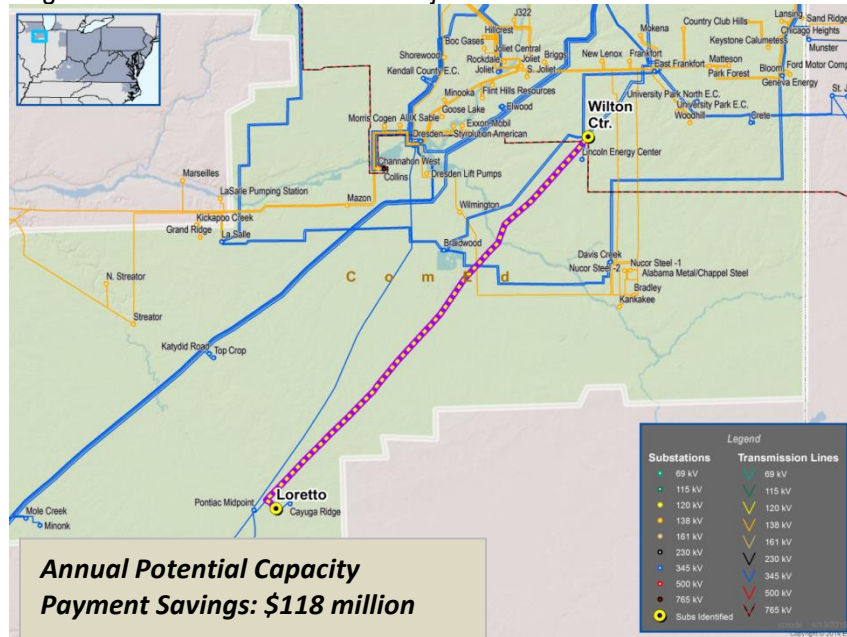 J322
Hillcrest
Boc Gases
Joliet Central
Shorewood
Rockdale
Joliet
Briggs
Joliet
S. Joliet
Kendall County E.C.
New Lenox
Mokena
Frankfort
East Frankfort
Country Club Hills
Matteson
Park Forest
Lansing
Sand Ridge
Chicago Heights
Keystone Calumetess
Munster
Bloom
Ford Motor Comp
Geneva Energy
St. J
Minooka
Flint Hills Resources
Goose Lake
Elwood
Morris Cogen
AUX Sable
Exxon-Mobil
Dresden
Styrolution-American
University Park North E.C.
University Park E.C.
Woodhill
Crete
Wilton
Ctr.
Lincoln Energy Center
Channahon West
Collins
Dresden Lift Pumps
Marseilles
LaSalle Pumping Station
Mazon
Wilmington
Kickapoo Creek
Grand Ridge
La Salle
Braidwood
Davis Creek
Nucor Steel -1
Nucor Steel -2
Alabama Metal/Chappel Steel
Bradley
Kankakee
N. Streator
Streator
C o m E d
Katydid Road
Top Crop
Loretto
Pontiac Midpoint
Cayuga Ridge
Mole Creek
Minonk
Legend
Substations Transmission Lines
69 kV 69 kV
115 kV 115 kV
120 kV 120 kV
138 kV 138 kV
161 kV 161 kV
230 kV 230 kV
345 kV 345 kV
500 kV 500 kV
765 kV 765 kV
Subs Identified
Annual Potential Capacity
Payment Savings: $118 million